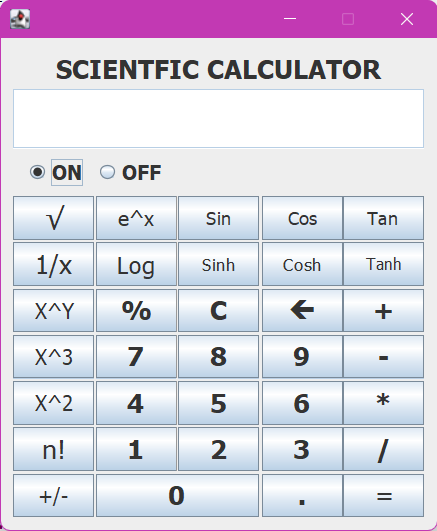 SCIENTFIC CALCULATOR
ON OFF
√ e^x Sin Cos Tan
1/x Log Sinh Cosh Tanh
X^Y % C 🡰 +
X^3 7 8 9 -
X^2 4 5 6 *
n! 1 2 3 /
+/- 0 . =